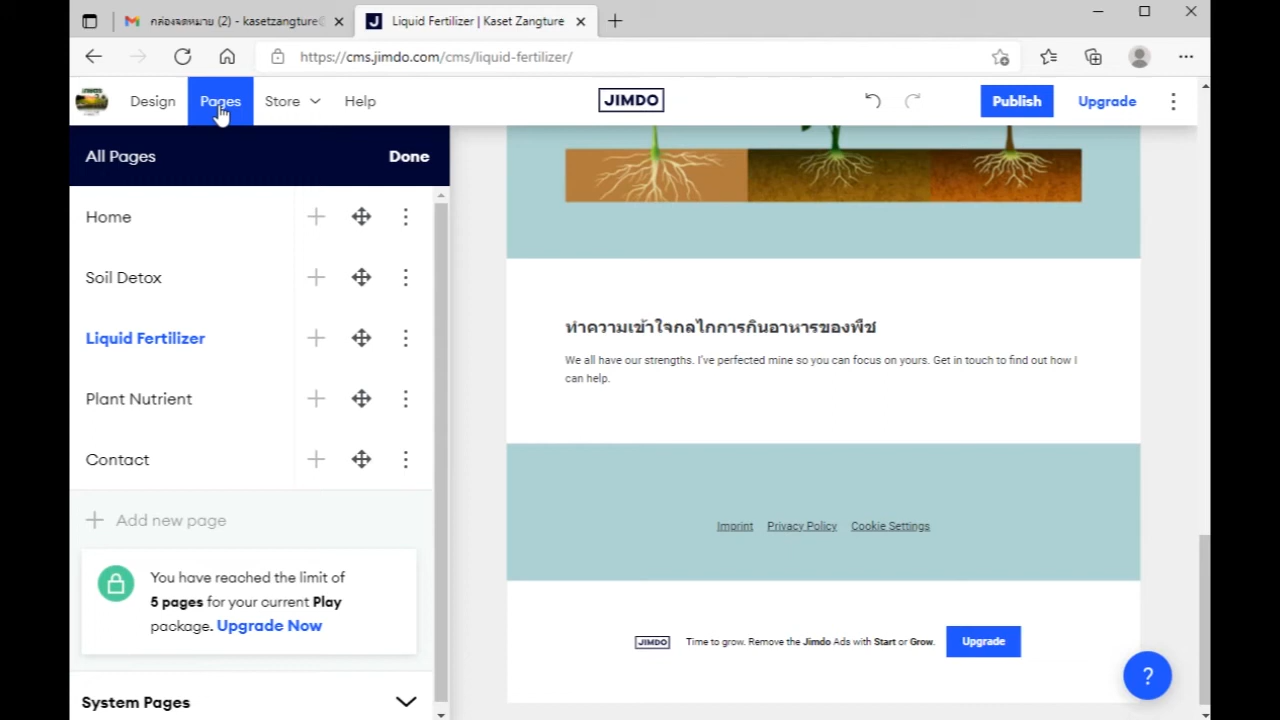 กล่องจดหมาย (2) - kasetzangture
Liquid Fertilizer | Kaset Zangture
https://cms.jimdo.com/cms/liquid-fertilizer/
Design
Pages
Store
Help
JIMDO
Publish
Upgrade
All Pages
Done
Home
Soil Detox
Liquid Fertilizer
Plant Nutrient
Contact
Add new page
You have reached the limit of
5 pages for your current Play
package. Upgrade Now
System Pages
ทำความเข้าใจกลไกการกินอาหารของพืช
We all have our strengths. I've perfected mine so you can focus on yours. Get in touch to find out how I
can help.
Imprint Privacy Policy Cookie Settings
JIMDO Time to grow. Remove the Jimdo Ads with Start or Grow. Upgrade
?